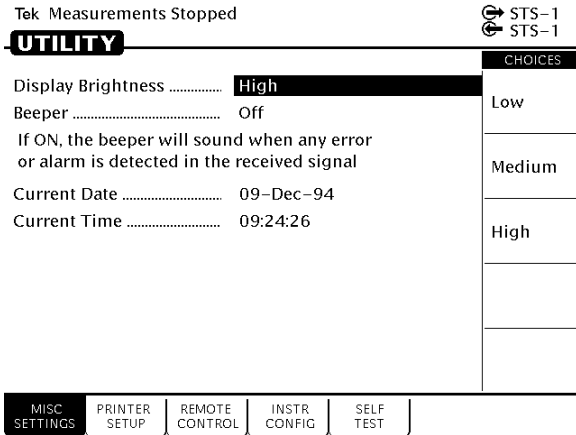 Tek Measurements Stopped
STS–1
STS–1
UTILITY
CHOICES
Display Brightness .............. High
Low
Beeper ....................................... Off
If ON, the beeper will sound when any error
or alarm is detected in the received signal
Medium
Current Date .......................... 09–Dec–94
Current Time ......................... 09:24:26
High
MISC SETTINGS
PRINTER SETUP
REMOTE CONTROL
INSTR CONFIG
SELF TEST